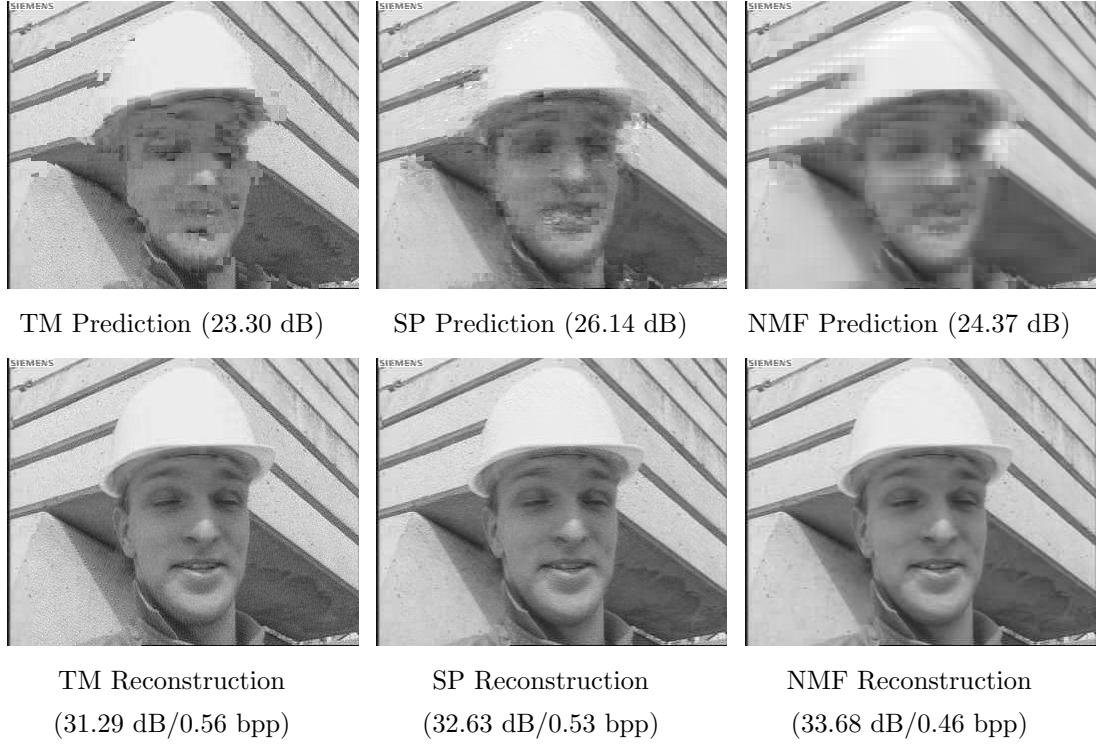 SIEMENS SIEMENS SIEMENS
TM Prediction (23.30 dB) SP Prediction (26.14 dB) NMF Prediction (24.37 dB)
SIEMENS SIEMENS SIEMENS
TM Reconstruction SP Reconstruction NMF Reconstruction
(31.29 dB/0.56 bpp) (32.63 dB/0.53 bpp) (33.68 dB/0.46 bpp)